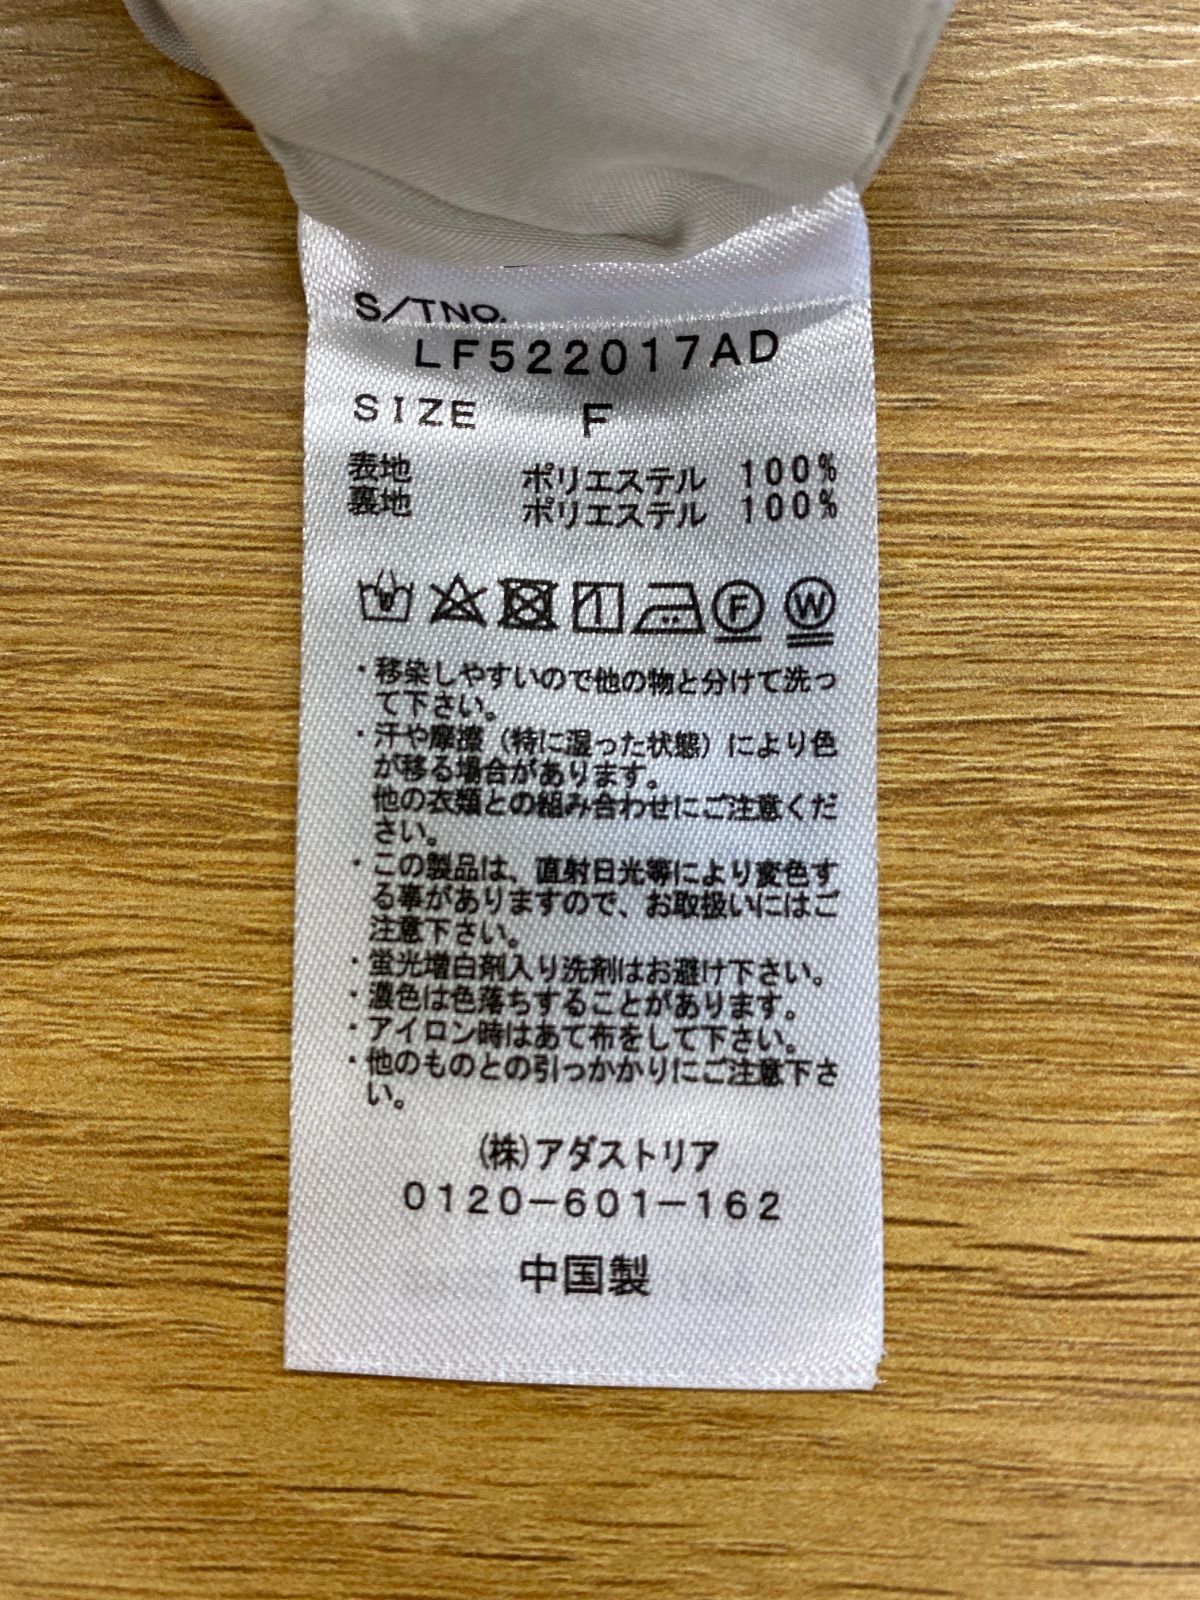 S/TNO.
LF522017AD
SIZE F
表地 ポリエステル 100%
裏地 ポリエステル 100%
F W
・移染しやすいので他の物と分けて洗っ
て下さい。
・汗や摩擦(特に湿った状態)により色
が移る場合があります。
他の衣類との組み合わせにご注意くだ
さい。
・この製品は、直射日光等により変色す
る事がありますので、お取扱いにはご
注意下さい。
・蛍光増白剤入り洗剤はお避け下さい。
・濃色は色落ちすることがあります。
・アイロン時はあて布をして下さい。
・他のものとの引っかかりにご注意下さ
い。
(株)アダストリア
0120-601-162
中国製